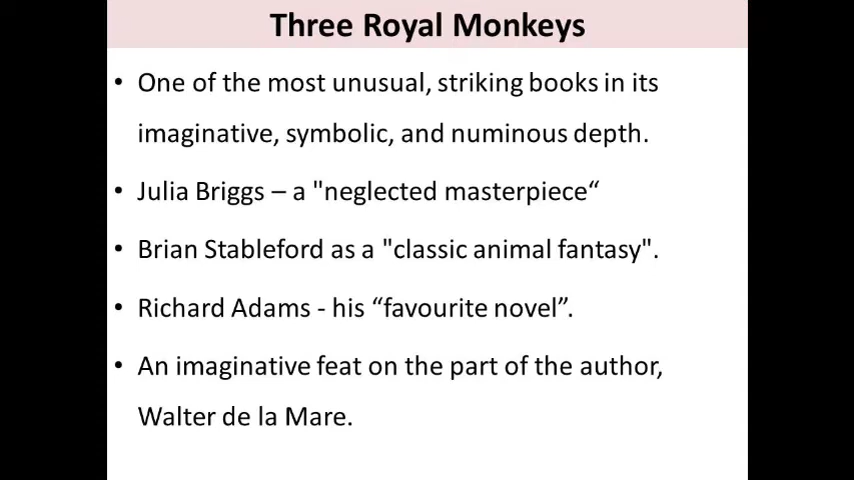 Three Royal Monkeys
• One of the most unusual, striking books in its
imaginative, symbolic, and numinous depth.
• Julia Briggs – a "neglected masterpiece“
• Brian Stableford as a "classic animal fantasy".
• Richard Adams - his “favourite novel”.
• An imaginative feat on the part of the author,
Walter de la Mare.